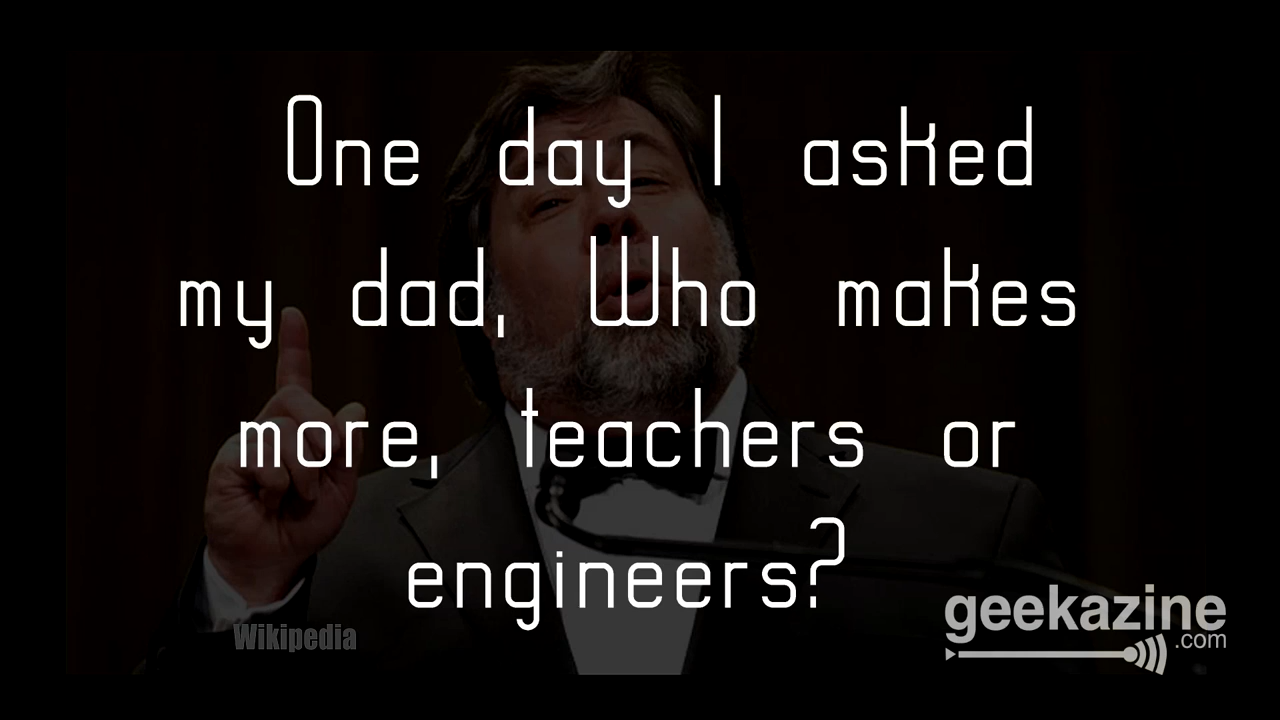 One day I asked
my dad, Who makes
more, teachers or
engineers?
Wikipedia
geekazine
.com